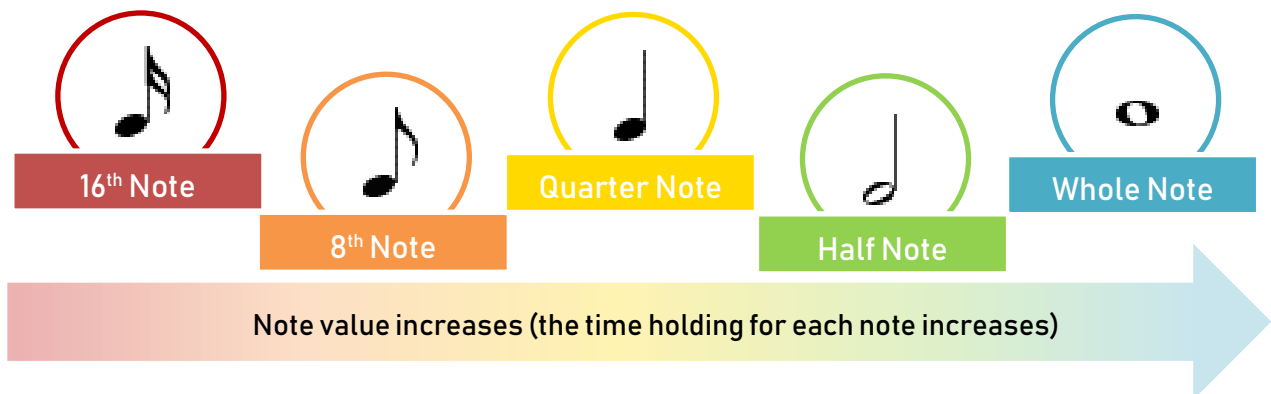 16th Note
8th Note
Quarter Note
Half Note
Whole Note
Note value increases (the time holding for each note increases)